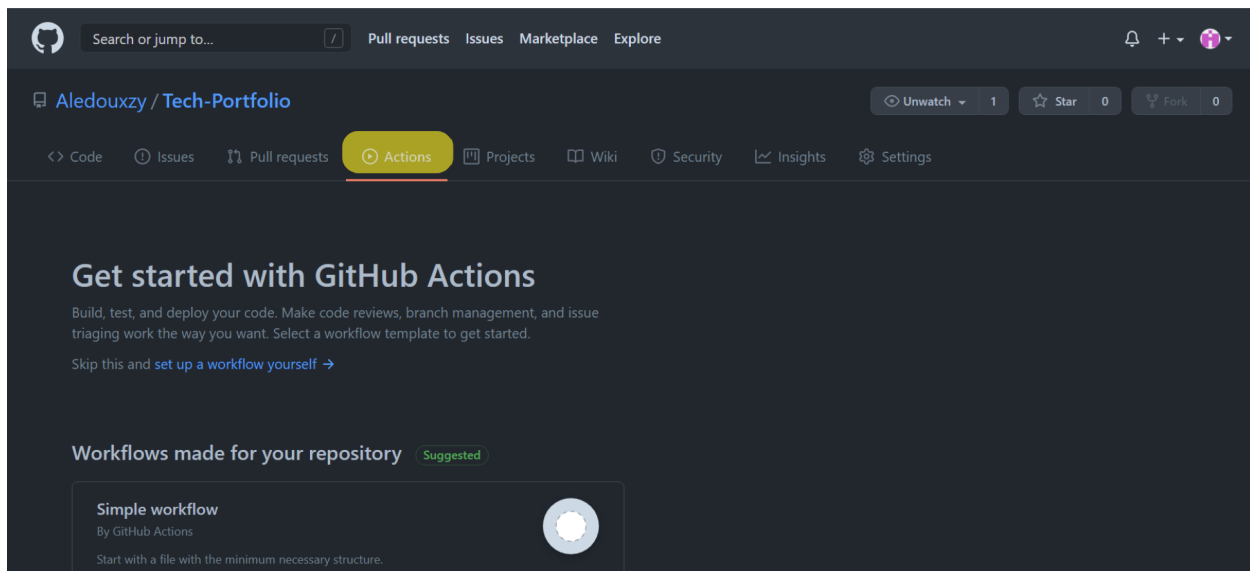 Search or jump to... / Pull requests Issues Marketplace Explore
Aledouxzy / Tech-Portfolio Unwatch 1 Star 0 Fork 0
<> Code Issues Pull requests Actions Projects Wiki Security Insights Settings
Get started with GitHub Actions
Build, test, and deploy your code. Make code reviews, branch management, and issue
triaging work the way you want. Select a workflow template to get started.
Skip this and set up a workflow yourself →
Workflows made for your repository Suggested
Simple workflow
By GitHub Actions
Start with a file with the minimum necessary structure.